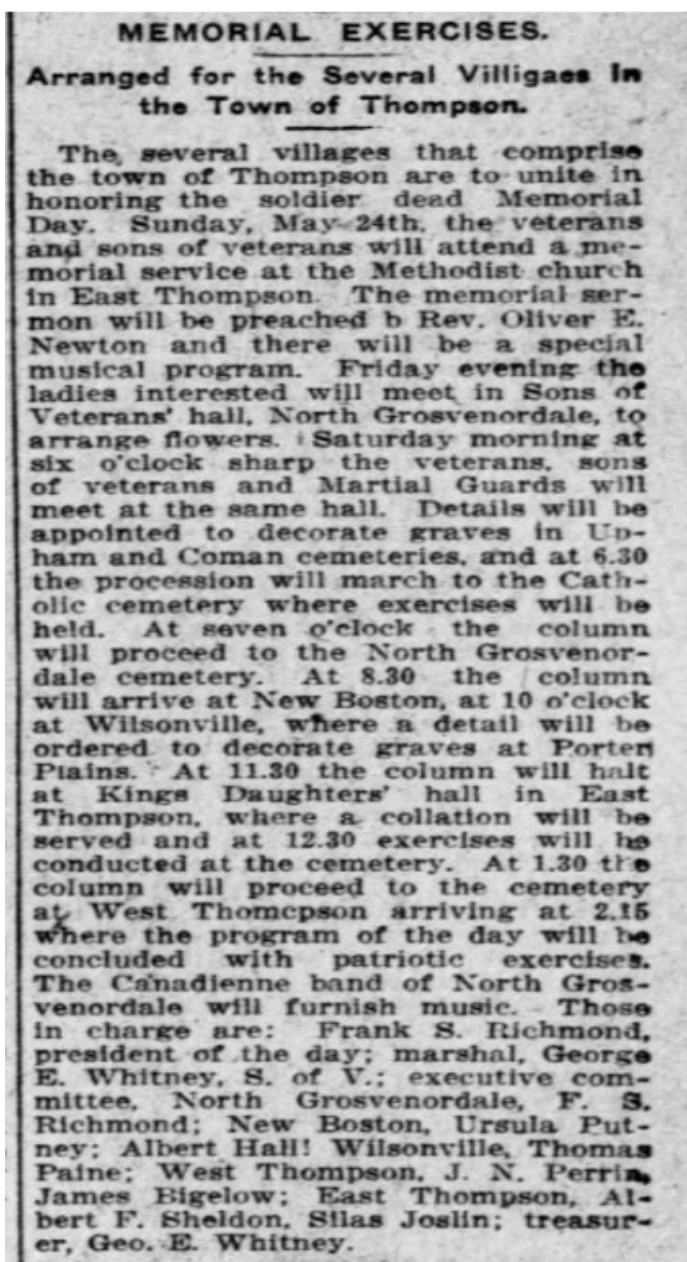 MEMORIAL EXERCISES.
Arranged for the Several Villigaes In
the Town of Thompson.
The several villages that comprise
the town of Thompson are to unite in
honoring the soldier dead Memorial
Day. Sunday, May 24th, the veterans
and sons of veterans will attend a me-
morial service at the Methodist church
in East Thompson. The memorial ser-
mon will be preached b Rev. Oliver E.
Newton and there will be a special
musical program. Friday evening the
ladies interested will meet in Sons of
Veterans' hall, North Grosvenordale, to
arrange flowers. Saturday morning at
six o'clock sharp the veterans, sons
of veterans and Martial Guards will
meet at the same hall. Details will be
appointed to decorate graves in Up-
ham and Coman cemeteries, and at 6.30
the procession will march to the Cath-
olic cemetery where exercises will be
held. At seven o'clock the column
will proceed to the North Grosvenor-
dale cemetery. At 8.30 the column
will arrive at New Boston, at 10 o'clock
at Wilsonville, where a detail will be
ordered to decorate graves at Porter
Plains. At 11.30 the column will halt
at Kings Daughters' hall in East
Thompson, where a collation will be
served and at 12.30 exercises will be
conducted at the cemetery. At 1.30 the
column will proceed to the cemetery
at West Thomcpson arriving at 2.15
where the program of the day will be
concluded with patriotic exercises.
The Canadienne band of North Gros-
venordale will furnish music. Those
in charge are: Frank S. Richmond,
president of the day; marshal, George
E. Whitney, S. of V.; executive com-
mittee, North Grosvenordale, F. S.
Richmond; New Boston, Ursula Put-
ney; Albert Hall! Wilsonville, Thomas
Paine; West Thompson, J. N. Perrin,
James Bigelow; East Thompson, Al-
bert F. Sheldon, Silas Joslin; treasur-
er, Geo. E. Whitney.